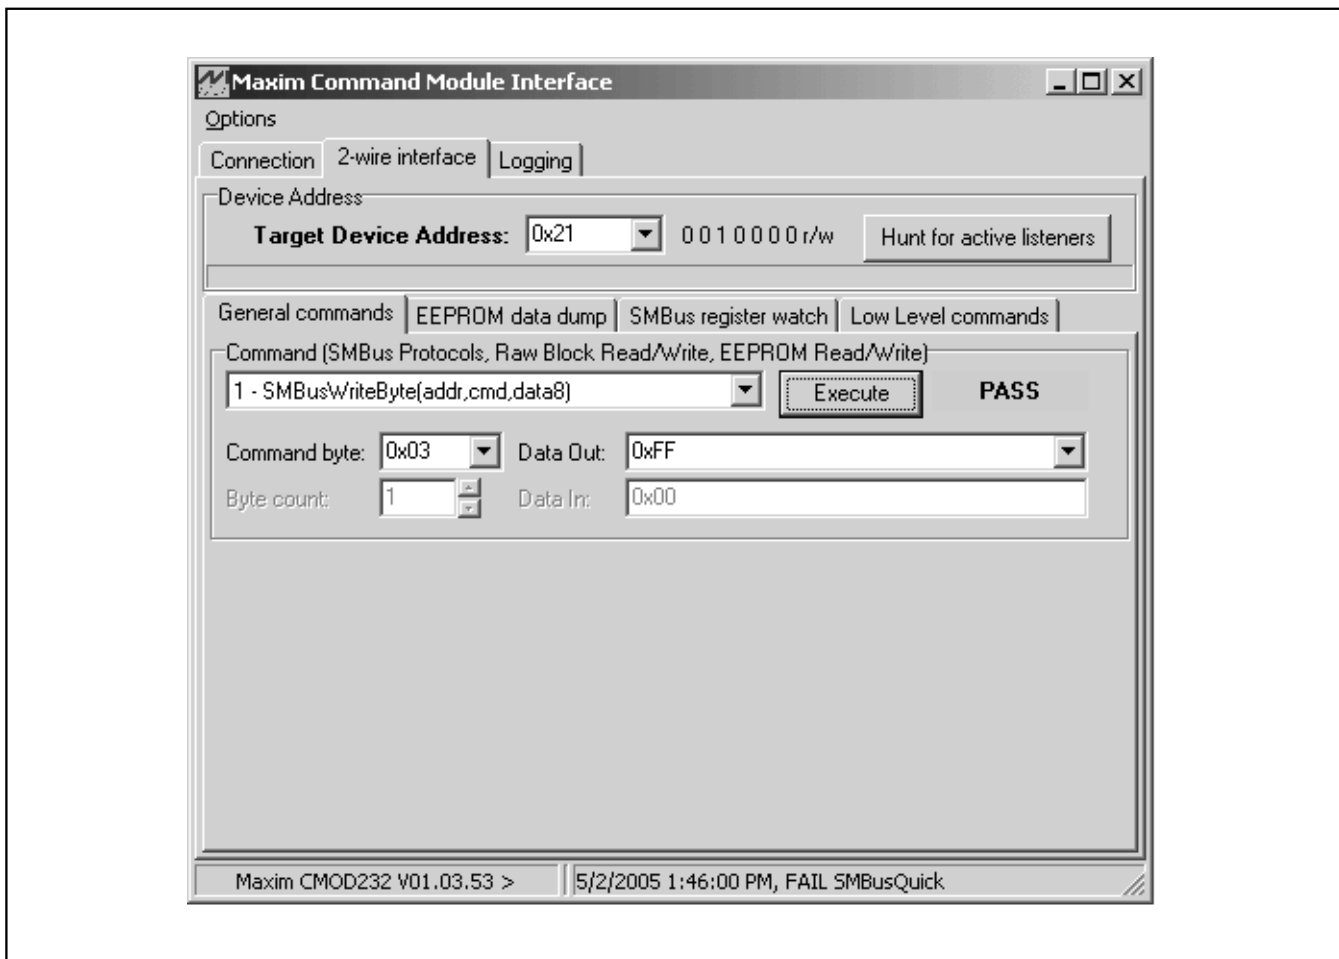 Maxim Command Module Interface
Options
Connection 2-wire interface Logging
Device Address
Target Device Address: 0x21 0 0 1 0 0 0 0 r/w Hunt for active listeners
General commands EEPROM data dump SMBus register watch Low Level commands
Command (SMBus Protocols, Raw Block Read/Write, EEPROM Read/Write)
1 - SMBusWriteByte(addr,cmd,data8) Execute PASS
Command byte: 0x03 Data Out: 0xFF
Byte count: 1 Data In: 0x00
Maxim CMOD232 V01.03.53 > 5/2/2005 1:46:00 PM, FAIL SMBusQuick